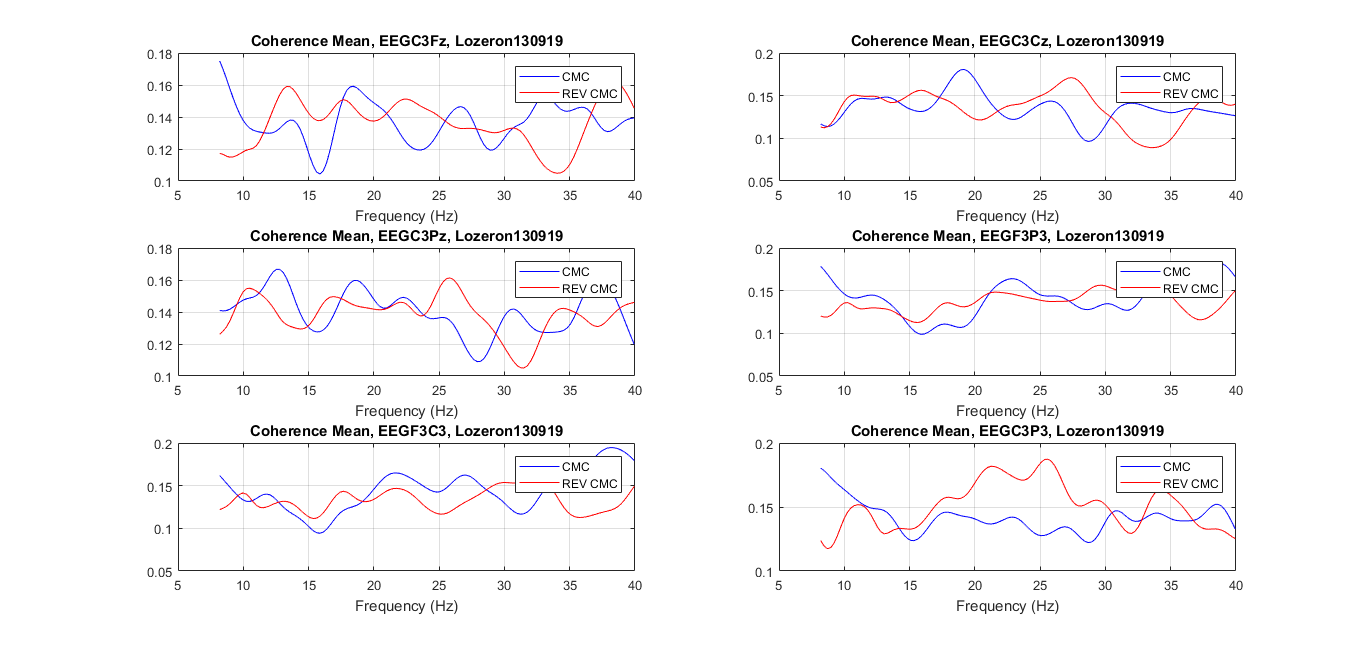 Coherence Mean, EEGC3Fz, Lozeron130919
0.18
0.16
0.14
0.12
0.1
CMC
REV CMC
5 10 15 20 25 30 35 40
Frequency (Hz)
Coherence Mean, EEGC3Cz, Lozeron130919
0.2
0.15
0.1
0.05
CMC
REV CMC
5 10 15 20 25 30 35 40
Frequency (Hz)
Coherence Mean, EEGC3Pz, Lozeron130919
0.18
0.16
0.14
0.12
0.1
CMC
REV CMC
5 10 15 20 25 30 35 40
Frequency (Hz)
Coherence Mean, EEGF3P3, Lozeron130919
0.2
0.15
0.1
0.05
CMC
REV CMC
5 10 15 20 25 30 35 40
Frequency (Hz)
Coherence Mean, EEGF3C3, Lozeron130919
0.2
0.15
0.1
0.05
CMC
REV CMC
5 10 15 20 25 30 35 40
Frequency (Hz)
Coherence Mean, EEGC3P3, Lozeron130919
0.2
0.15
0.1
CMC
REV CMC
5 10 15 20 25 30 35 40
Frequency (Hz)